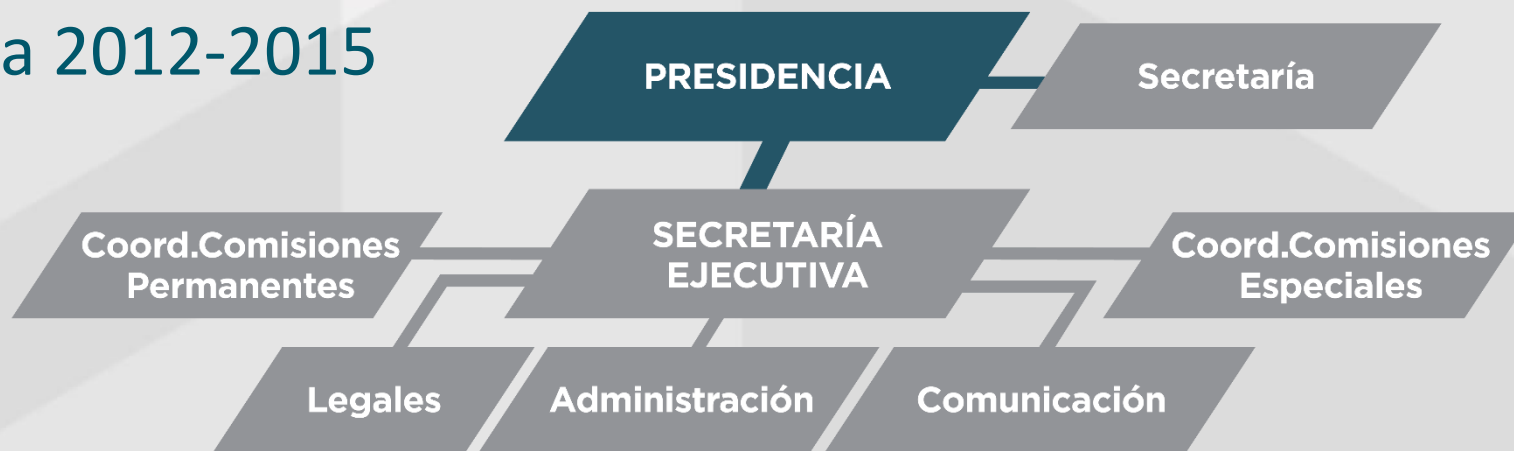 a 2012-2015
PRESIDENCIA
Secretaría
Coord.Comisiones
Permanentes
SECRETARÍA
EJECUTIVA
Coord.Comisiones
Especiales
Legales
Administración
Comunicación